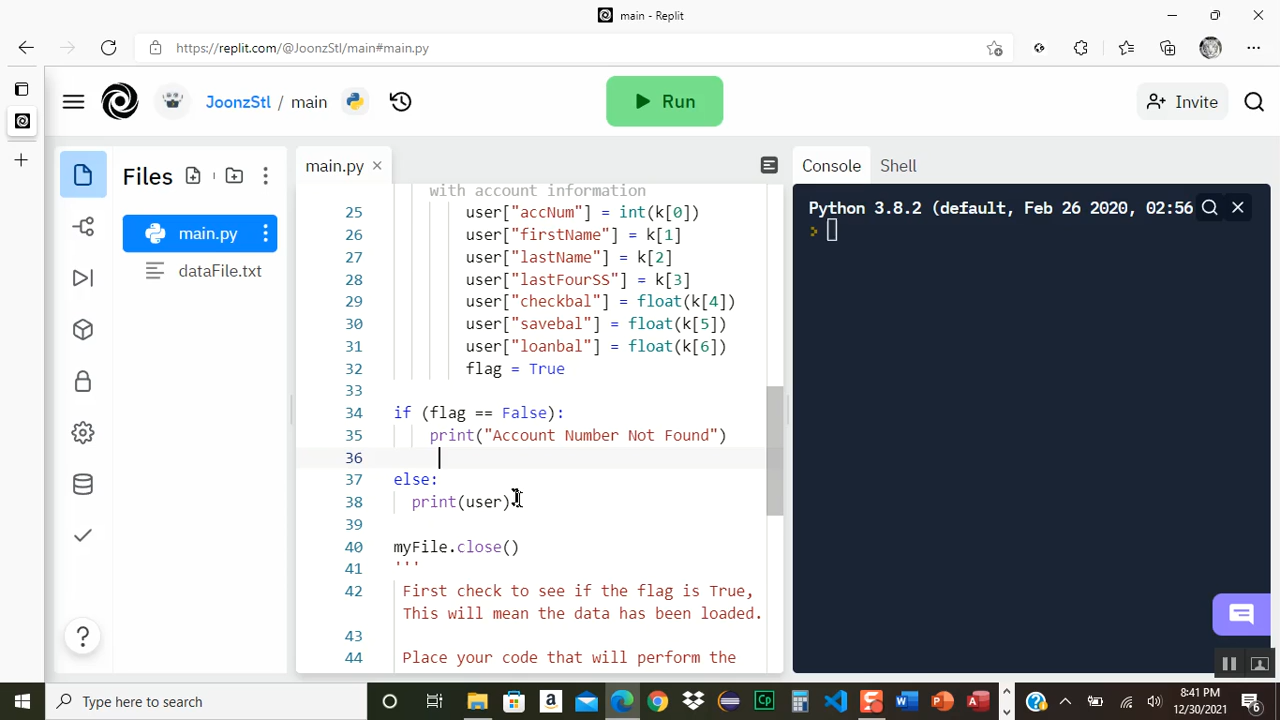 main - Replit
https://replit.com/@JoonzStl/main#main.py
JoonzStl / main
Run
Invite
Files
main.py
dataFile.txt
main.py
Console
Shell
with account information
25 user["accNum"] = int(k[0])
26 user["firstName"] = k[1]
27 user["lastName"] = k[2]
28 user["lastFourSS"] = k[3]
29 user["checkbal"] = float(k[4])
30 user["savebal"] = float(k[5])
31 user["loanbal"] = float(k[6])
32 flag = True
33
34 if (flag == False):
35 print("Account Number Not Found")
36
37 else:
38 print(user)
39
40 myFile.close()
41 '''
42 First check to see if the flag is True,
This will mean the data has been loaded.
43
44 Place your code that will perform the
Python 3.8.2 (default, Feb 26 2020, 02:56
>
?
Type here to search
8:41 PM
12/30/2021
6